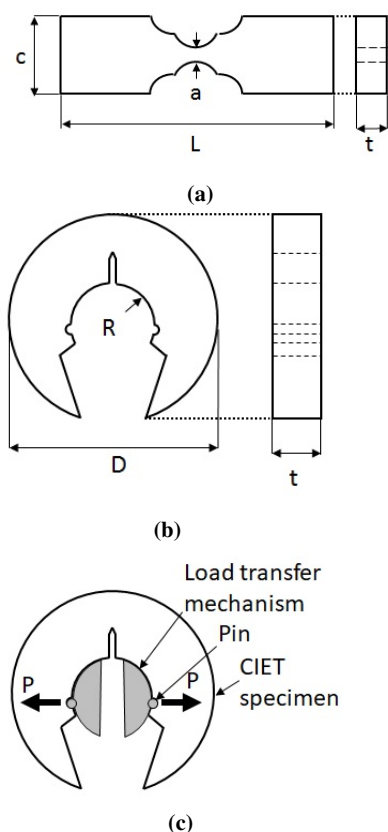 c
a
L
t
(a)
R
D
t
(b)
Load transfer
mechanism
Pin
CIET
specimen
P
P
(c)